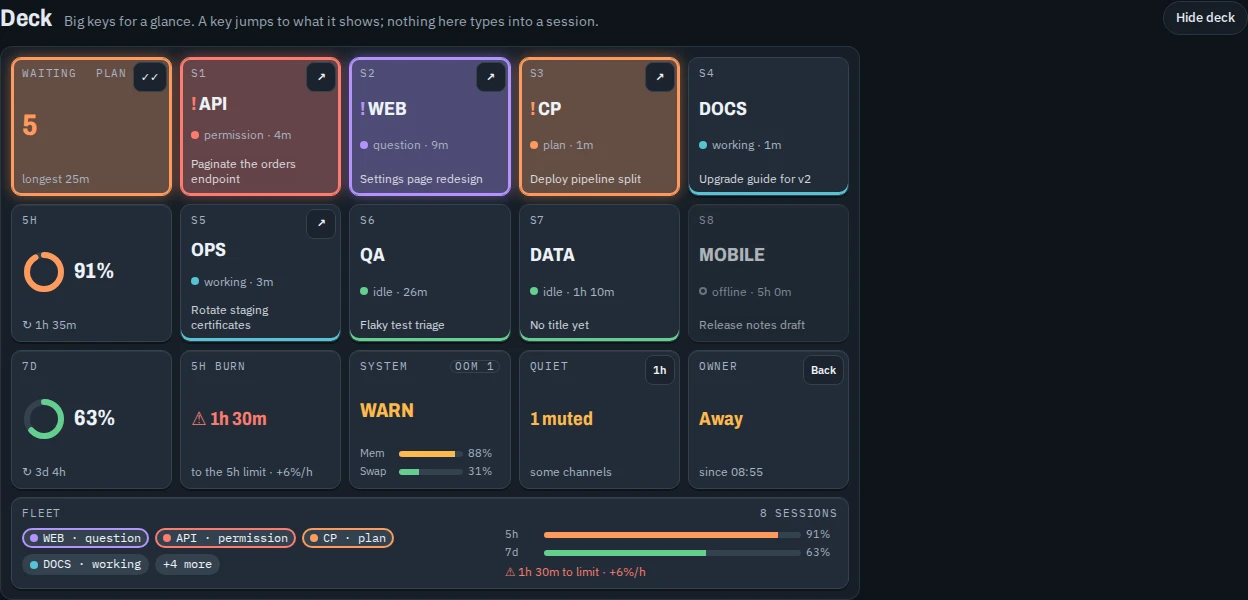 Deck Big keys for a glance. A key jumps to what it shows; nothing here types into a session. Hide deck
WAITING PLAN ✓✓
5
longest 25m
S1 ↗
!API
permission · 4m
Paginate the orders
endpoint
S2 ↗
!WEB
question · 9m
Settings page redesign
S3 ↗
!CP
plan · 1m
Deploy pipeline split
S4
DOCS
working · 1m
Upgrade guide for v2
5H
91%
↻ 1h 35m
S5 ↗
OPS
working · 3m
Rotate staging
certificates
S6
QA
idle · 26m
Flaky test triage
S7
DATA
idle · 1h 10m
No title yet
S8
MOBILE
offline · 5h 0m
Release notes draft
7D
63%
↻ 3d 4h
5H BURN
⚠ 1h 30m
to the 5h limit · +6%/h
SYSTEM OOM 1
WARN
Mem 88%
Swap 31%
QUIET 1h
1 muted
some channels
OWNER Back
Away
since 08:55
FLEET 8 SESSIONS
WEB · question API · permission CP · plan
DOCS · working +4 more
5h 91%
7d 63%
⚠ 1h 30m to limit · +6%/h